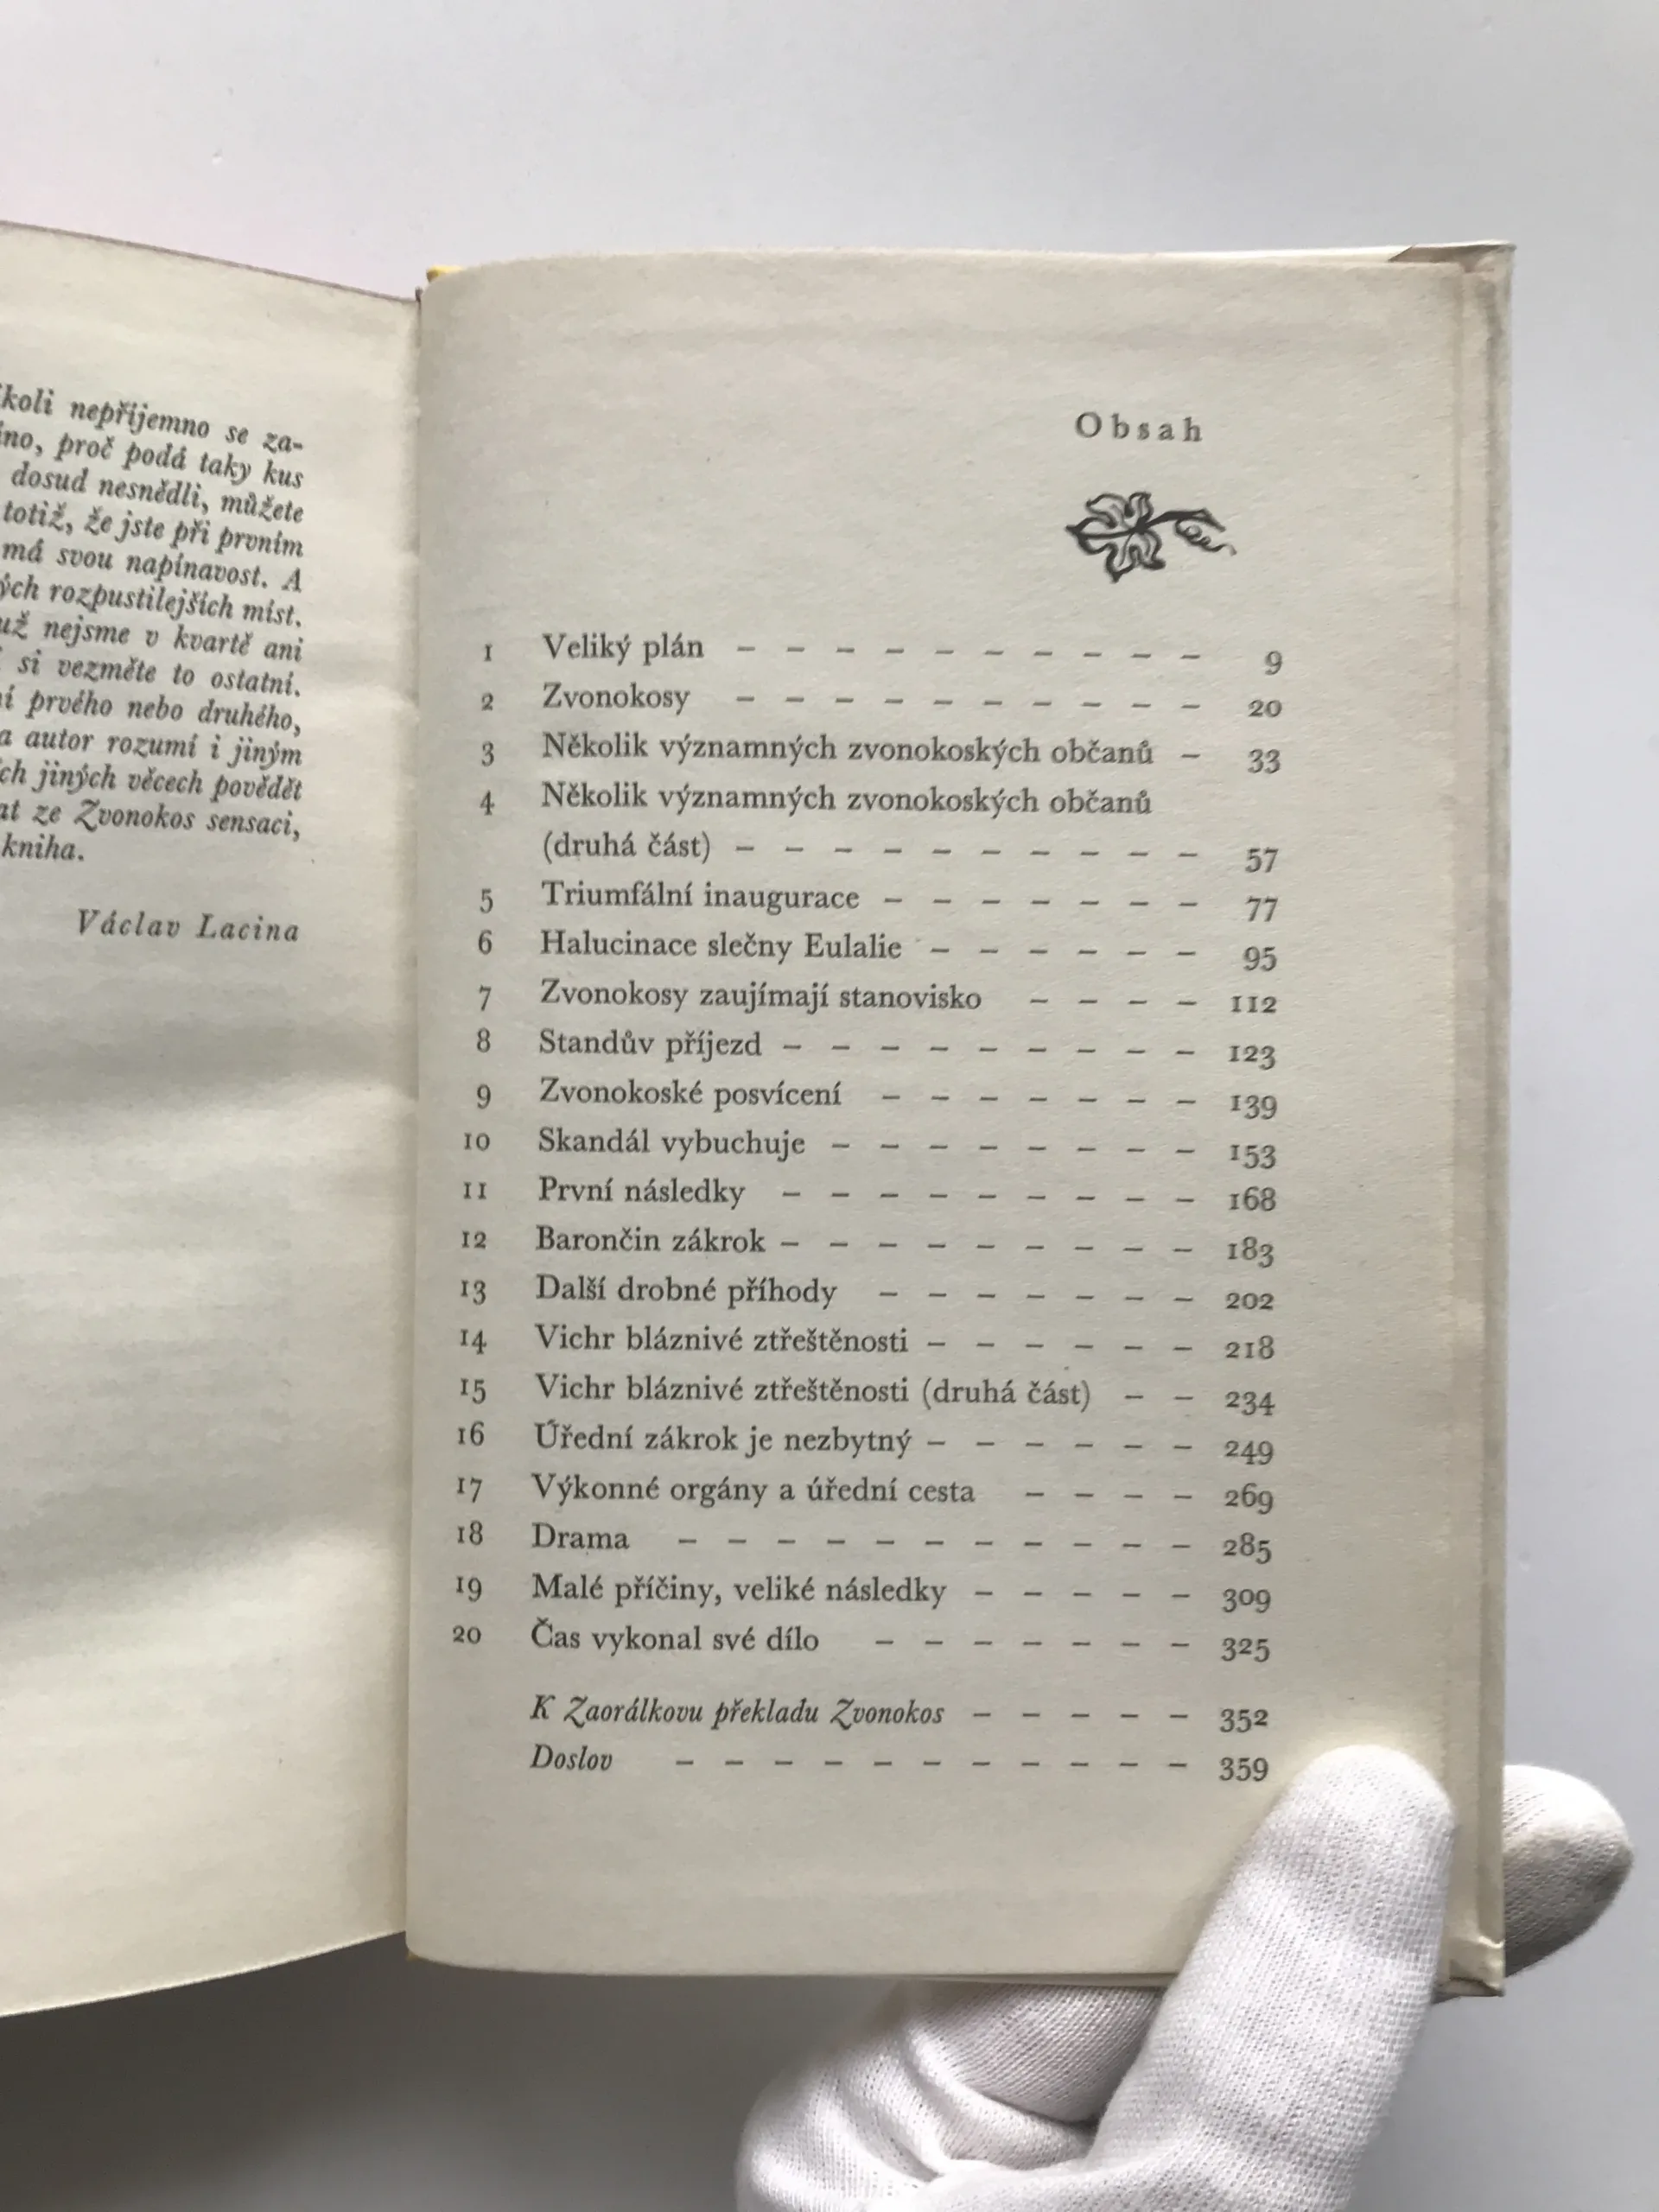 koli nepříjemno se za-
no, proč podá taky kus
dosud nesnědli, můžete
totiž, že jste při prvním
má svou napínavost. A
ých rozpustilejších míst.
už nejsme v kvartě ani
si vezměte to ostatní.
ní prvého nebo druhého,
a autor rozumí i jiným
ch jiných věcech povědět
at ze Zvonokos sensaci,
kniha.
Václav Lacina
Obsah
1 Veliký plán – – – – – – – – – – 9
2 Zvonokosy – – – – – – – – – – 20
3 Několik významných zvonokoských občanů – 33
4 Několik významných zvonokoských občanů
(druhá část) – – – – – – – – – – 57
5 Triumfální inaugurace – – – – – – – 77
6 Halucinace slečny Eulalie – – – – – – 95
7 Zvonokosy zaujímají stanovisko – – – – 112
8 Standův příjezd – – – – – – – – – 123
9 Zvonokoské posvícení – – – – – – – 139
10 Skandál vybuchuje – – – – – – – – 153
11 První následky – – – – – – – – – 168
12 Barončin zákrok – – – – – – – – – 183
13 Další drobné příhody – – – – – – – 202
14 Vichr bláznivé ztřeštěnosti – – – – – – 218
15 Vichr bláznivé ztřeštěnosti (druhá část) – – 234
16 Úřední zákrok je nezbytný – – – – – – 249
17 Výkonné orgány a úřední cesta – – – – 269
18 Drama – – – – – – – – – – – 285
19 Malé příčiny, veliké následky – – – – – 309
20 Čas vykonal své dílo – – – – – – – 325
K Zaorálkovu překladu Zvonokos – – – – – 352
Doslov – – – – – – – – – – – 359